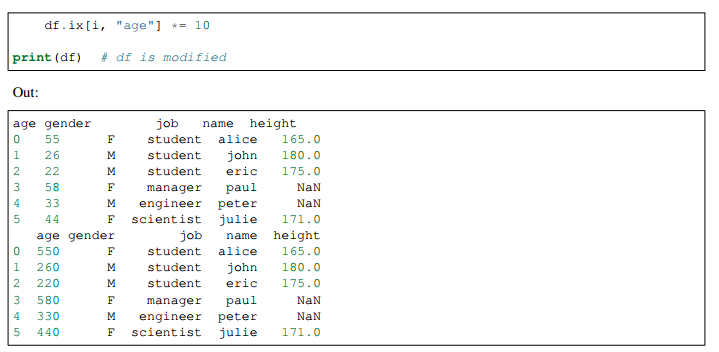 df.ix[i, "age"] *= 10
print(df) # df is modified
Out:
age gender job name height
0 55 F student alice 165.0
1 26 M student john 180.0
2 22 M student eric 175.0
3 58 F manager paul NaN
4 33 M engineer peter NaN
5 44 F scientist julie 171.0
age gender job name height
0 550 F student alice 165.0
1 260 M student john 180.0
2 220 M student eric 175.0
3 580 F manager paul NaN
4 330 M engineer peter NaN
5 440 F scientist julie 171.0